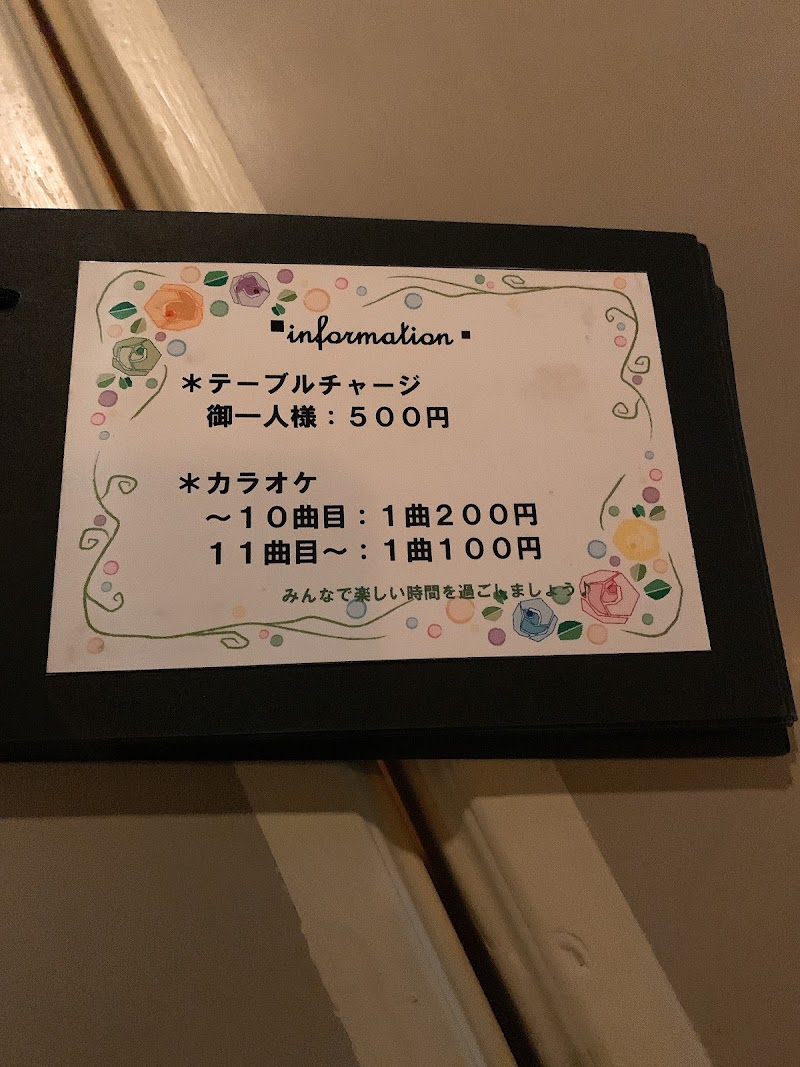 ▪information▪
＊テーブルチャージ
御一人様：５００円
＊カラオケ
～１０曲目：１曲２００円
１１曲目～：１曲１００円
みんなで楽しい時間を過ごしましょう♪